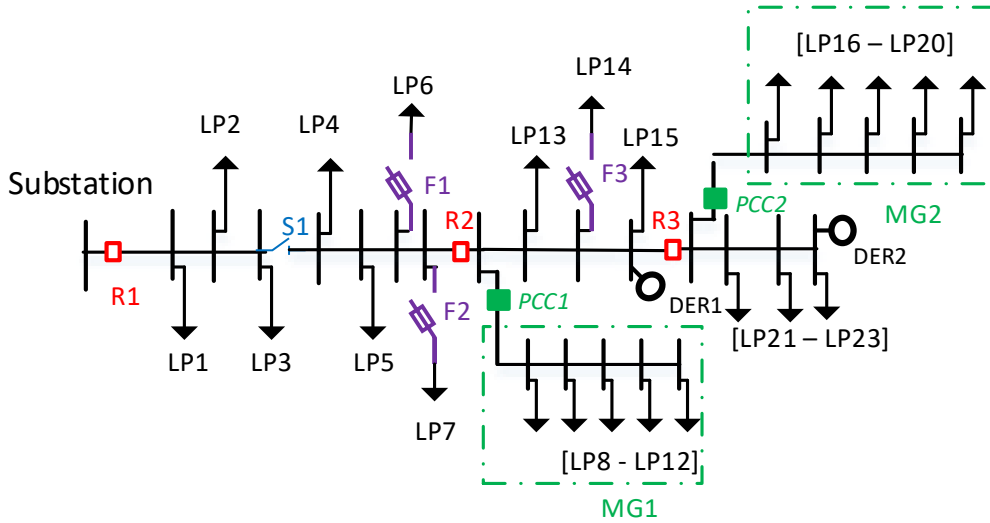 [LP16 – LP20]
LP6
LP14
LP2
LP4
LP13
LP15
Substation
F1
F3
PCC2
MG2
S1
R2
R3
R1
PCC1
DER1
DER2
F2
LP1
LP3
LP5
[LP21 – LP23]
LP7
[LP8 - LP12]
MG1